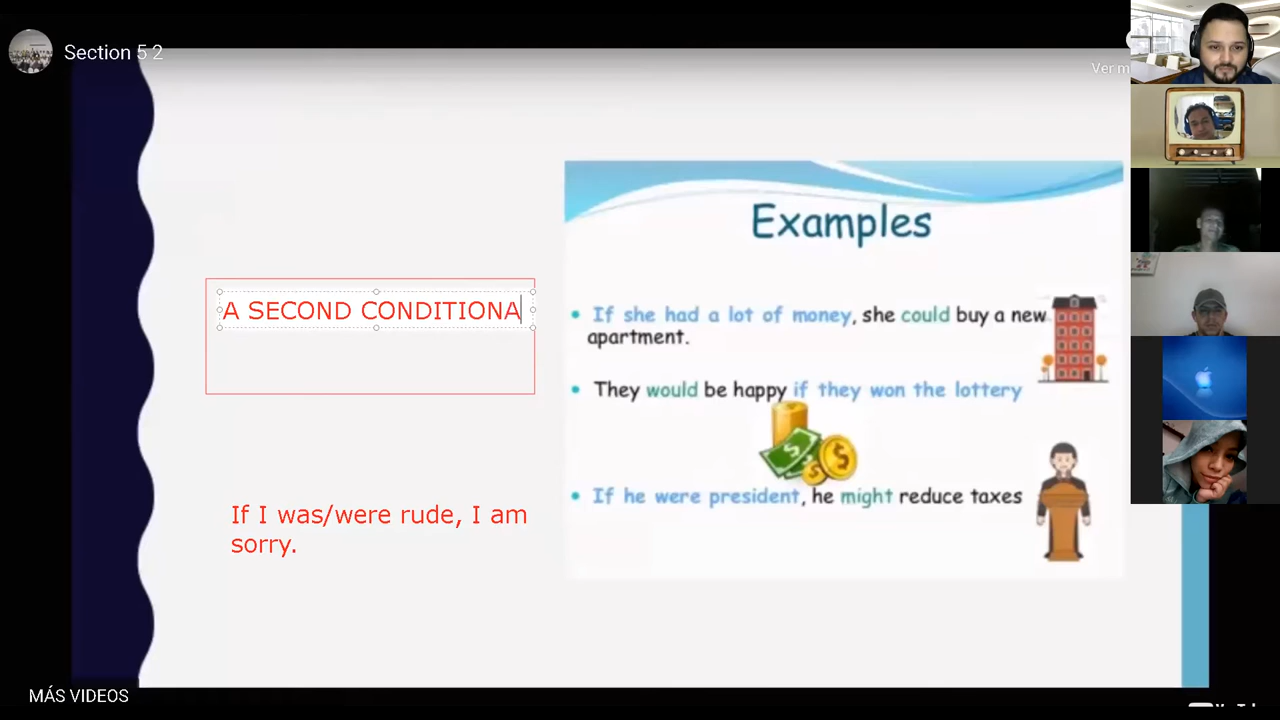 Section 5 2
Ver m
Examples
A SECOND CONDITIONA
• If she had a lot of money, she could buy a new
apartment.
• They would be happy if they won the lottery
• If he were president, he might reduce taxes
If I was/were rude, I am
sorry.
MÁS VIDEOS